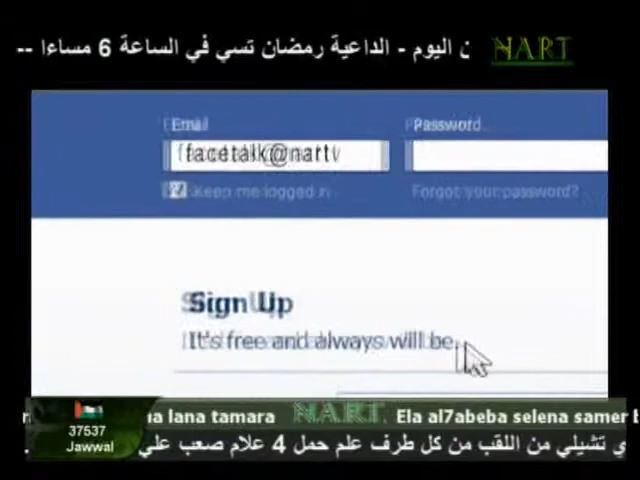 ن اليوم - الداعية رمضان تسي في الساعة 6 مساءا --
NART
Email
Password
facetalk@nartv
Keep me logged in
Forgot your password?
Sign Up
It's free and always will be.
lana tamara NART Ela al7abeba selena samer
37537
Jawwal
ي تشيلي من اللقب من كل طرف علم حمل 4 علام صعب علي